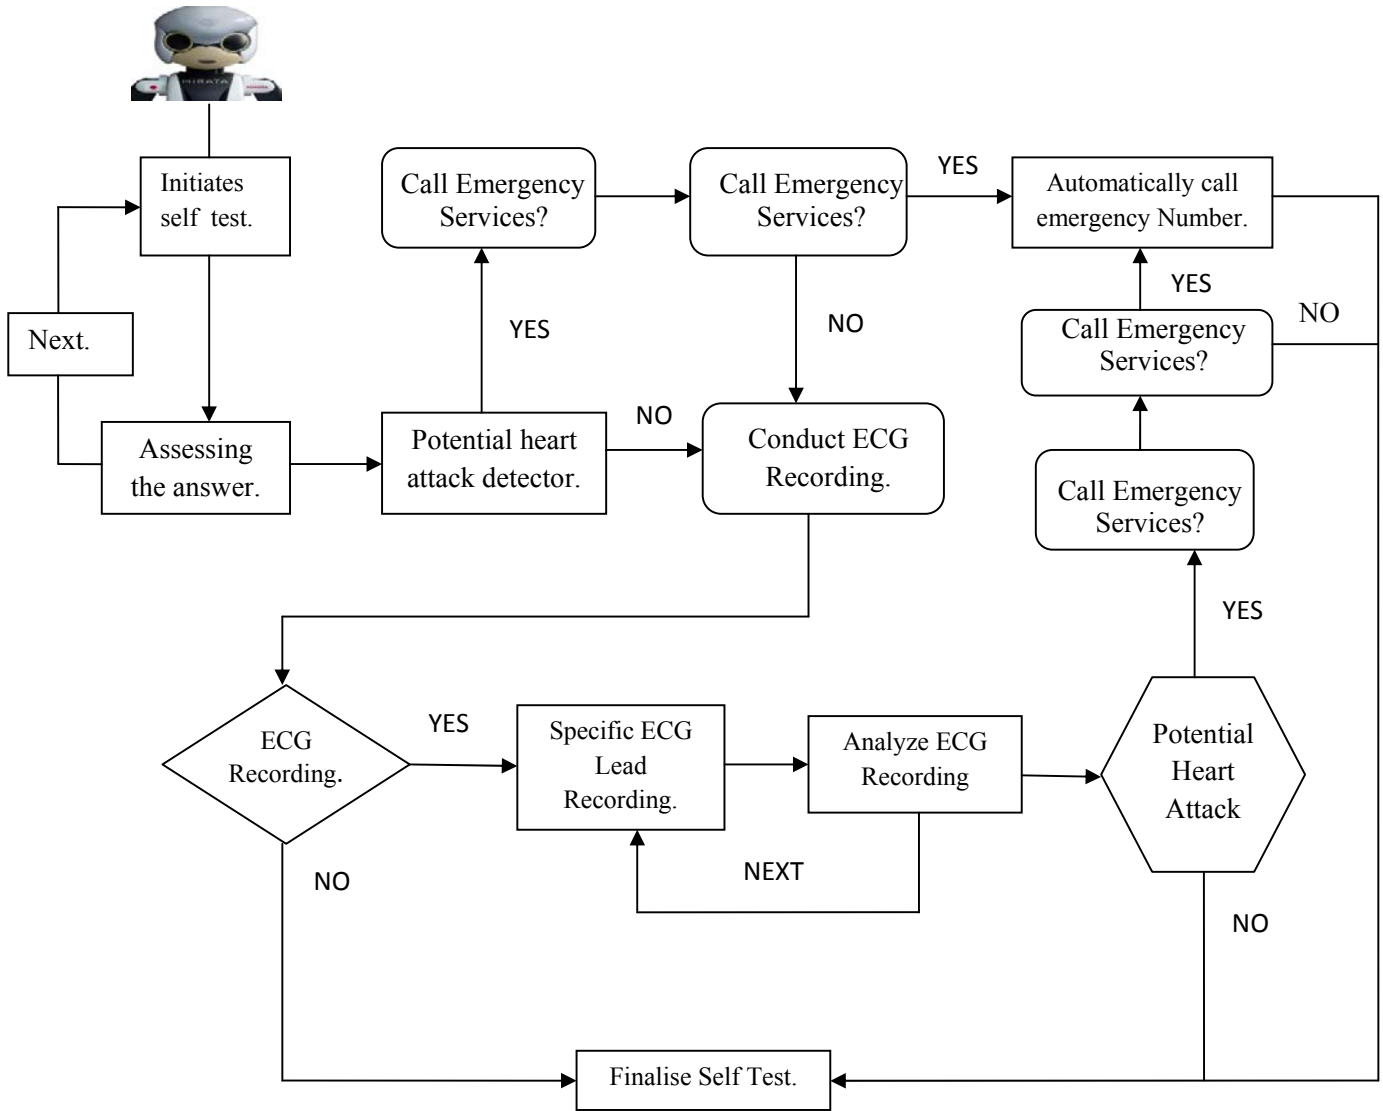 MIRATA
Initiates
self test.
Call Emergency
Services?
Call Emergency
Services?
YES
Automatically call
emergency Number.
YES
NO
Next.
YES
NO
Call Emergency
Services?
Assessing
the answer.
Potential heart
attack detector.
NO
Conduct ECG
Recording.
Call Emergency
Services?
YES
ECG
Recording.
YES
Specific ECG
Lead
Recording.
Analyze ECG
Recording
Potential
Heart
Attack
NO
NEXT
NO
Finalise Self Test.